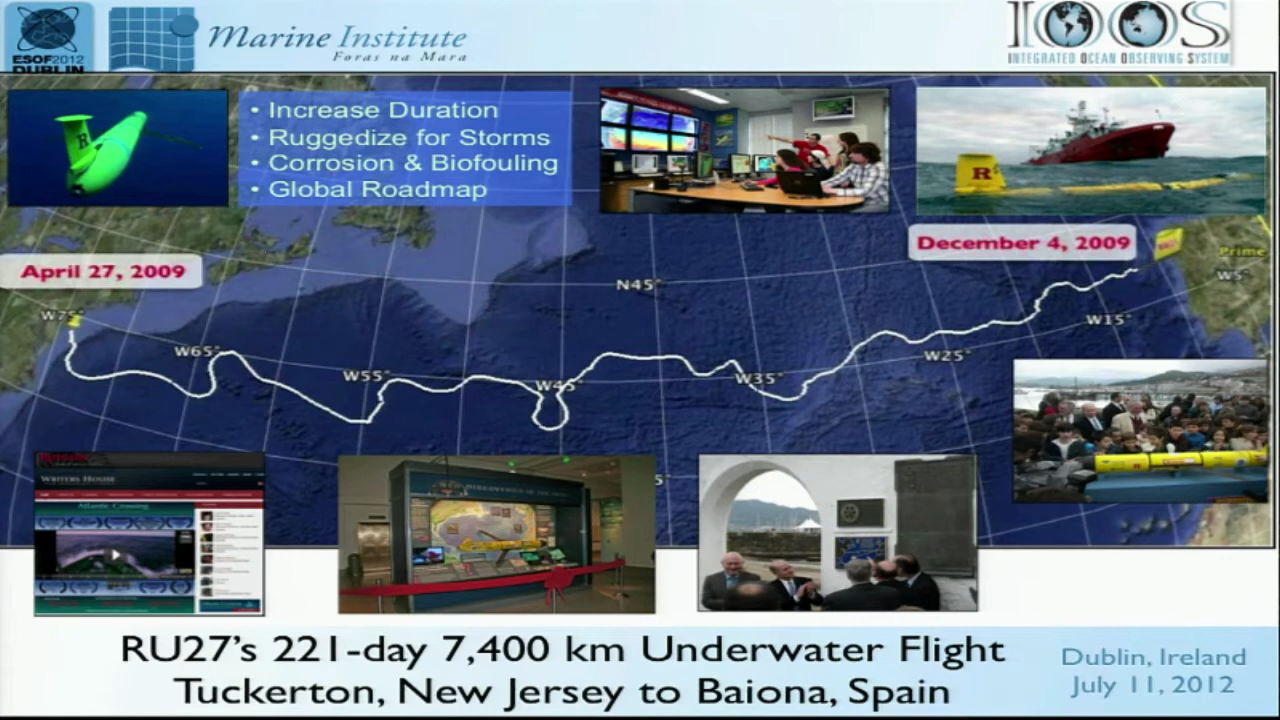 ESOF2012
DUBLIN
Marine Institute
Foras na Mara
IOOS
INTEGRATED OCEAN OBSERVING SYSTEM
R
• Increase Duration
• Ruggedize for Storms
• Corrosion & Biofouling
• Global Roadmap
R
April 27, 2009
December 4, 2009
Prime
W5°
N45°
W75°
W15°
W65°
W25°
W55°
W35°
W45°
WRITERS HOUSE
Atlantic Crossing
RU27's 221-day 7,400 km Underwater Flight
Tuckerton, New Jersey to Baiona, Spain
Dublin, Ireland
July 11, 2012